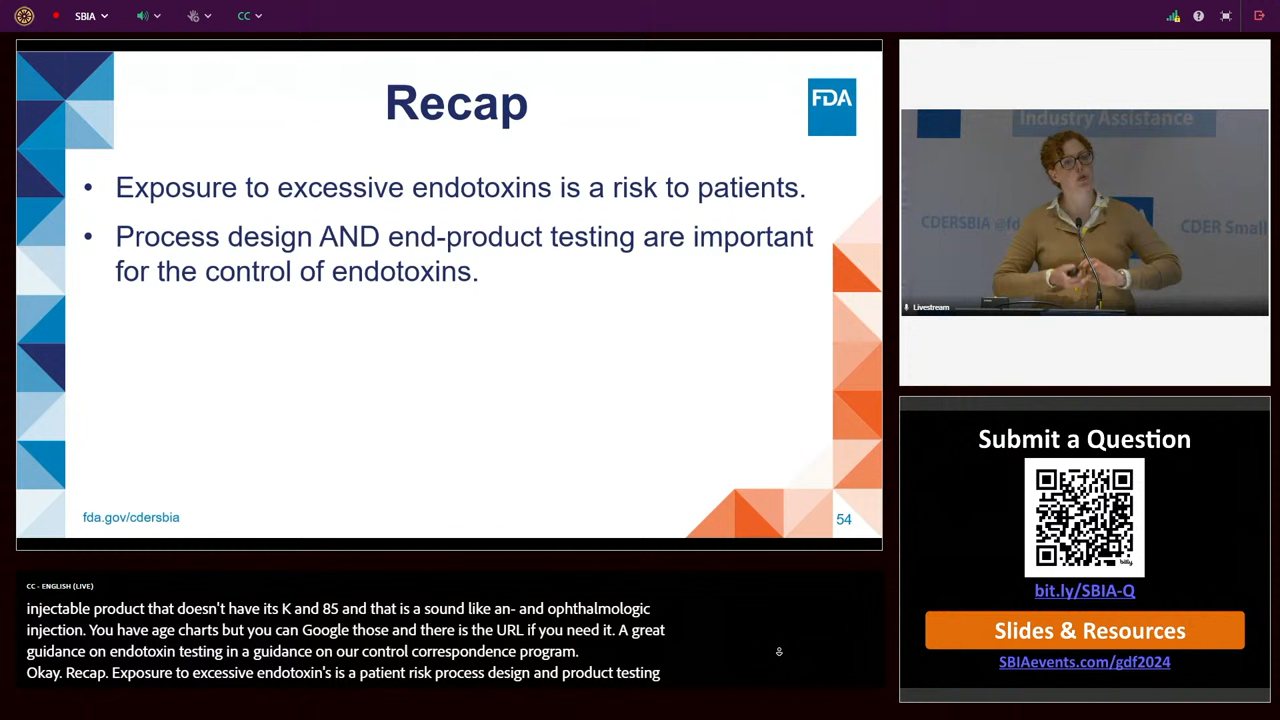 SBIA
CC
Recap
FDA
• Exposure to excessive endotoxins is a risk to patients.
• Process design AND end-product testing are important
for the control of endotoxins.
fda.gov/cdersbia
54
Industry Assistance
CDERSBIA@fd
CDER Small
Livestream
Submit a Question
bitly
bit.ly/SBIA-Q
Slides & Resources
SBIAevents.com/gdf2024
CC - ENGLISH (LIVE)
injectable product that doesn't have its K and 85 and that is a sound like an- and ophthalmologic
injection. You have age charts but you can Google those and there is the URL if you need it. A great
guidance on endotoxin testing in a guidance on our control correspondence program.
Okay. Recap. Exposure to excessive endotoxin's is a patient risk process design and product testing